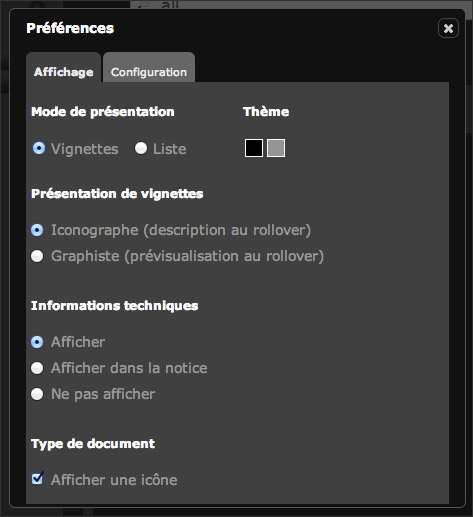 all
Préférences
Affichage Configuration
Mode de présentation Thème
Vignettes Liste
Présentation de vignettes
Iconographe (description au rollover)
Graphiste (prévisualisation au rollover)
Informations techniques
Afficher
Afficher dans la notice
Ne pas afficher
Type de document
Afficher une icône